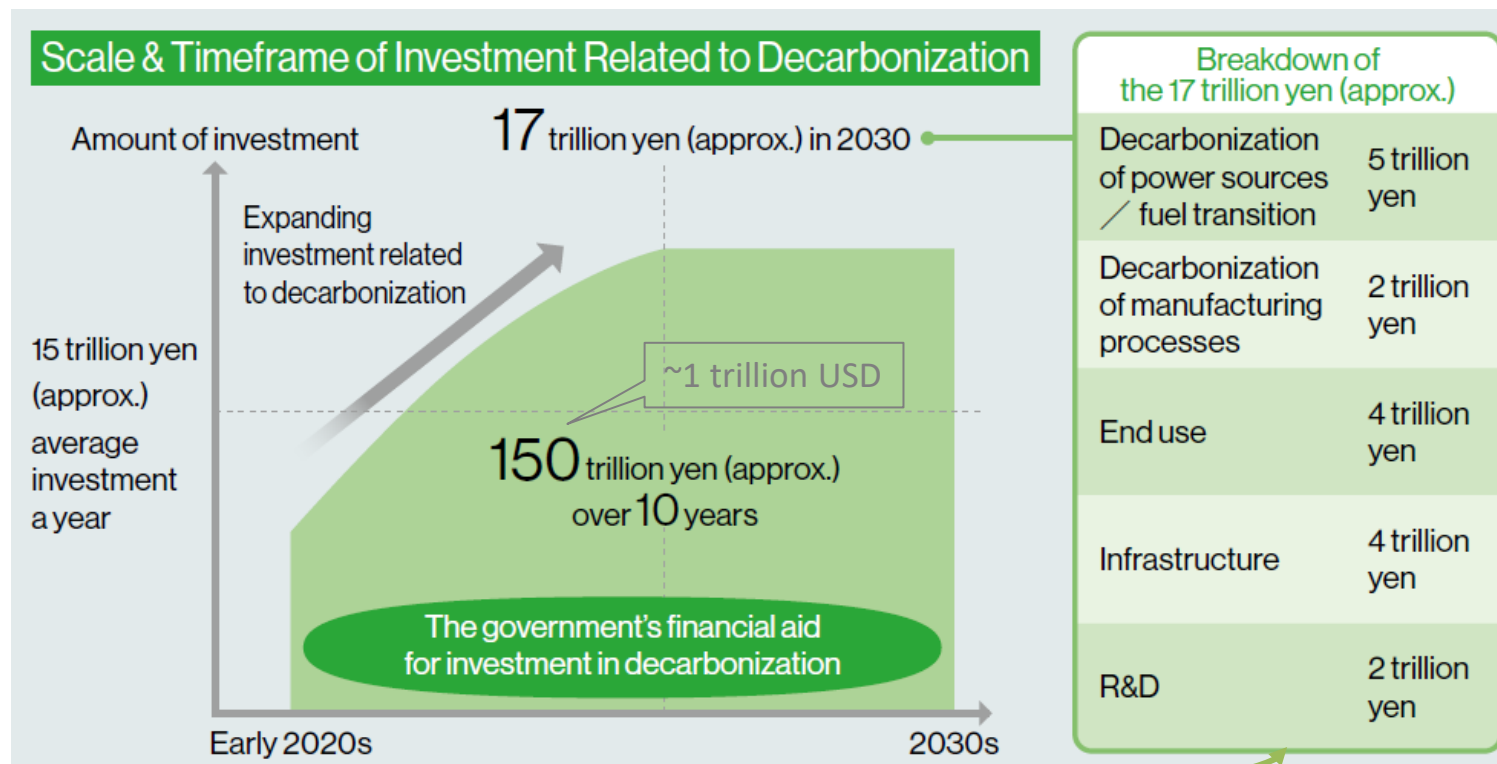 Scale & Timeframe of Investment Related to Decarbonization
Amount of investment
17 trillion yen (approx.) in 2030
Expanding
investment related
to decarbonization
15 trillion yen
(approx.)
average
investment
a year
~1 trillion USD
150 trillion yen (approx.)
over 10 years
The government's financial aid
for investment in decarbonization
Early 2020s
2030s
Breakdown of
the 17 trillion yen (approx.)
Decarbonization
of power sources
／ fuel transition
5 trillion
yen
Decarbonization
of manufacturing
processes
2 trillion
yen
End use
4 trillion
yen
Infrastructure
4 trillion
yen
R&D
2 trillion
yen